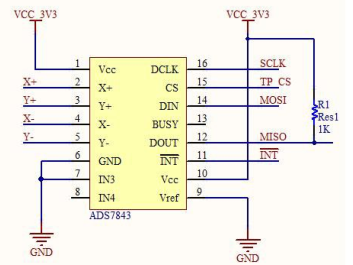 VCC_3V3 VCC_3V3
1 Vcc DCLK 16 SCLK
X+ 2 X+ CS 15 TP_CS
Y+ 3 Y+ DIN 14 MOSI
X- 4 X- BUSY 13
Y- 5 Y- DOUT 12 MISO
6 GND INT 11 INT
7 IN3 Vcc 10
8 IN4 Vref 9
ADS7843
R1
Res1
1K
GND GND